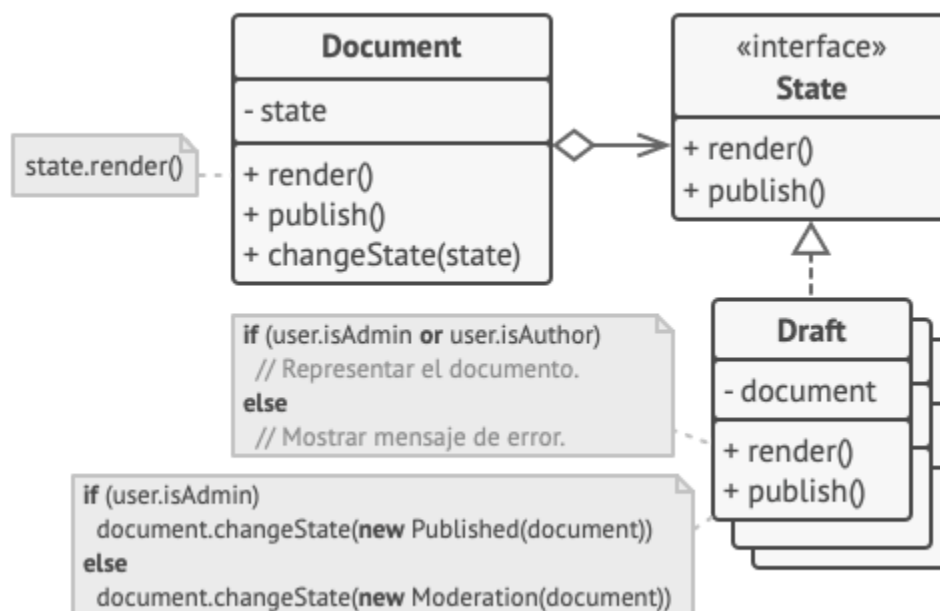 Document
- state
+ render()
+ publish()
+ changeState(state)
«interface»
State
+ render()
+ publish()
state.render()
Draft
- document
+ render()
+ publish()
if (user.isAdmin or user.isAuthor)
// Representar el documento.
else
// Mostrar mensaje de error.
if (user.isAdmin)
document.changeState(new Published(document))
else
document.changeState(new Moderation(document))